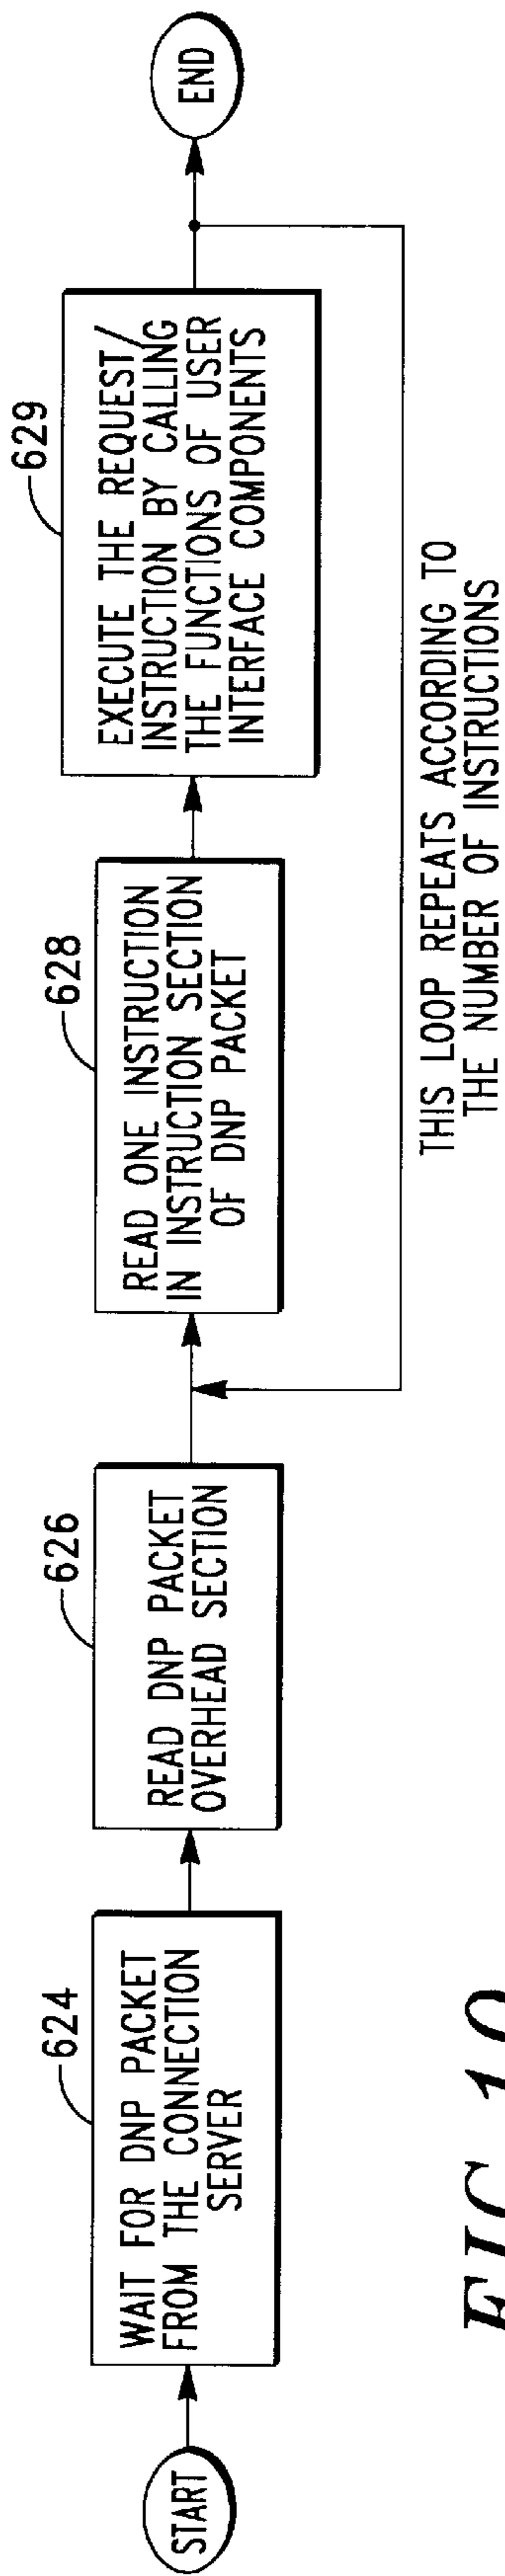 START
624
WAIT FOR DNP PACKET
FROM THE CONNECTION
SERVER
626
READ DNP PACKET
OVERHEAD SECTION
628
READ ONE INSTRUCTION
IN INSTRUCTION SECTION
OF DNP PACKET
629
EXECUTE THE REQUEST/
INSTRUCTION BY CALLING
THE FUNCTIONS OF USER
INTERFACE COMPONENTS
END
THIS LOOP REPEATS ACCORDING TO
THE NUMBER OF INSTRUCTIONS
FIG.